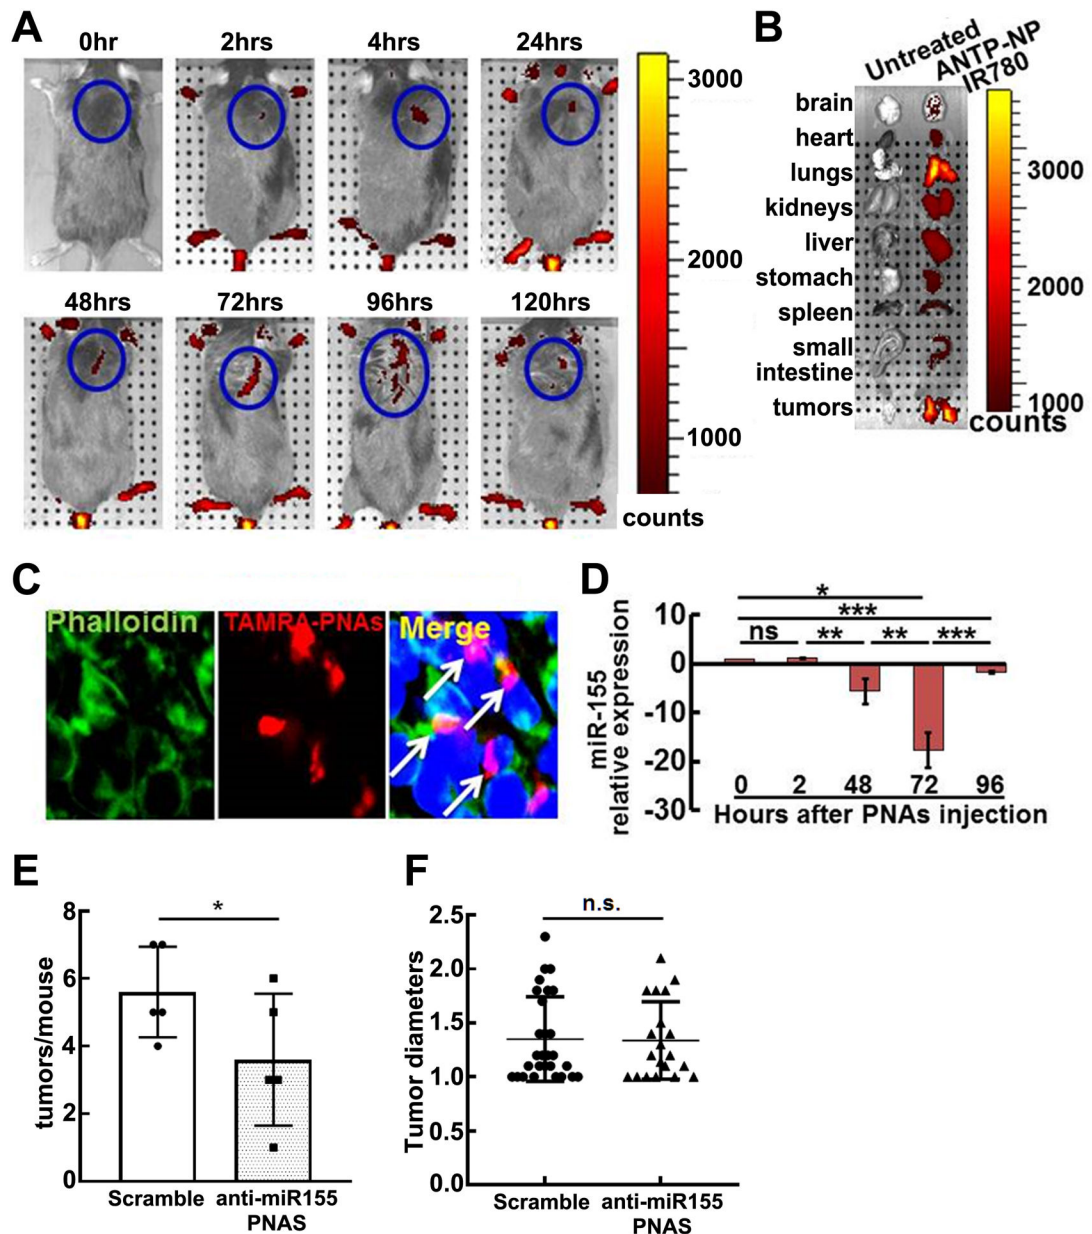 A
0hr 2hrs 4hrs 24hrs
48hrs 72hrs 96hrs 120hrs
3000
2000
1000
counts
B
Untreated
ANTP-NP
IR780
brain
heart
lungs
kidneys
liver
stomach
spleen
small
intestine
tumors
3000
2000
1000
counts
C
Phalloidin TAMRA-PNAs Merge
D
miR-155
relative expression
10
0
-10
-20
-30
*
***
ns ** ** ***
0 2 48 72 96
Hours after PNAs injection
E
tumors/mouse
8
6
4
2
0
*
Scramble anti-miR155
PNAS
F
Tumor diameters
2.5
2.0
1.5
1.0
0.5
0.0
n.s.
Scramble anti-miR155
PNAS